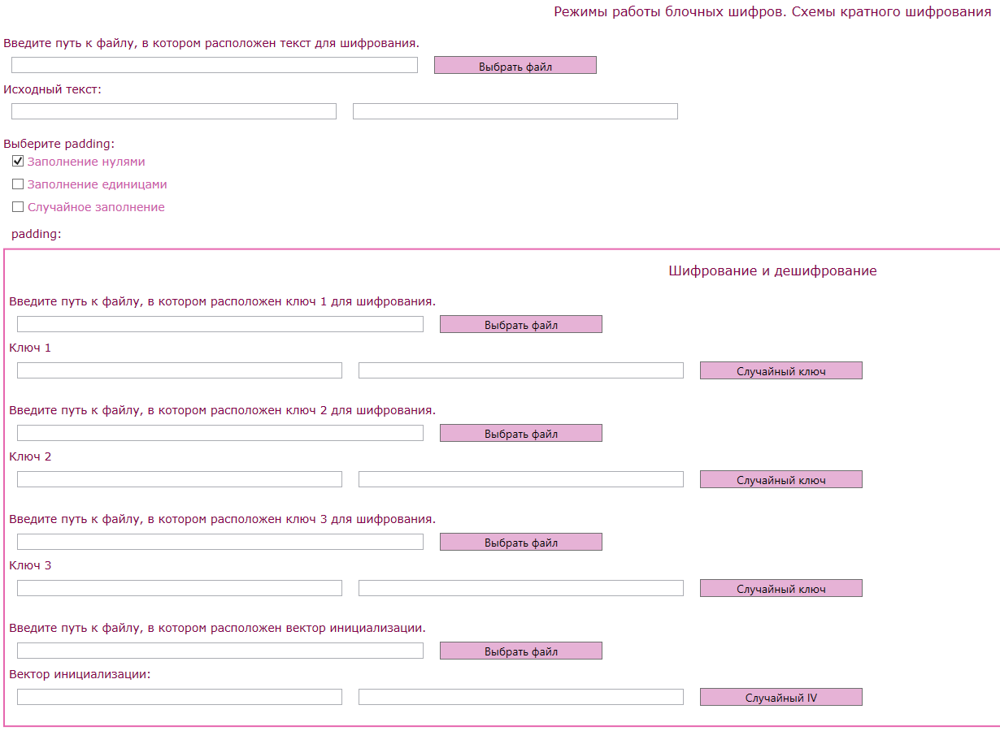 Режимы работы блочных шифров. Схемы кратного шифрования
Введите путь к файлу, в котором расположен текст для шифрования.
Выбрать файл
Исходный текст:
Выберите padding:
Заполнение нулями
Заполнение единицами
Случайное заполнение
padding:
Шифрование и дешифрование
Введите путь к файлу, в котором расположен ключ 1 для шифрования.
Выбрать файл
Ключ 1
Случайный ключ
Введите путь к файлу, в котором расположен ключ 2 для шифрования.
Выбрать файл
Ключ 2
Случайный ключ
Введите путь к файлу, в котором расположен ключ 3 для шифрования.
Выбрать файл
Ключ 3
Случайный ключ
Введите путь к файлу, в котором расположен вектор инициализации.
Выбрать файл
Вектор инициализации:
Случайный IV